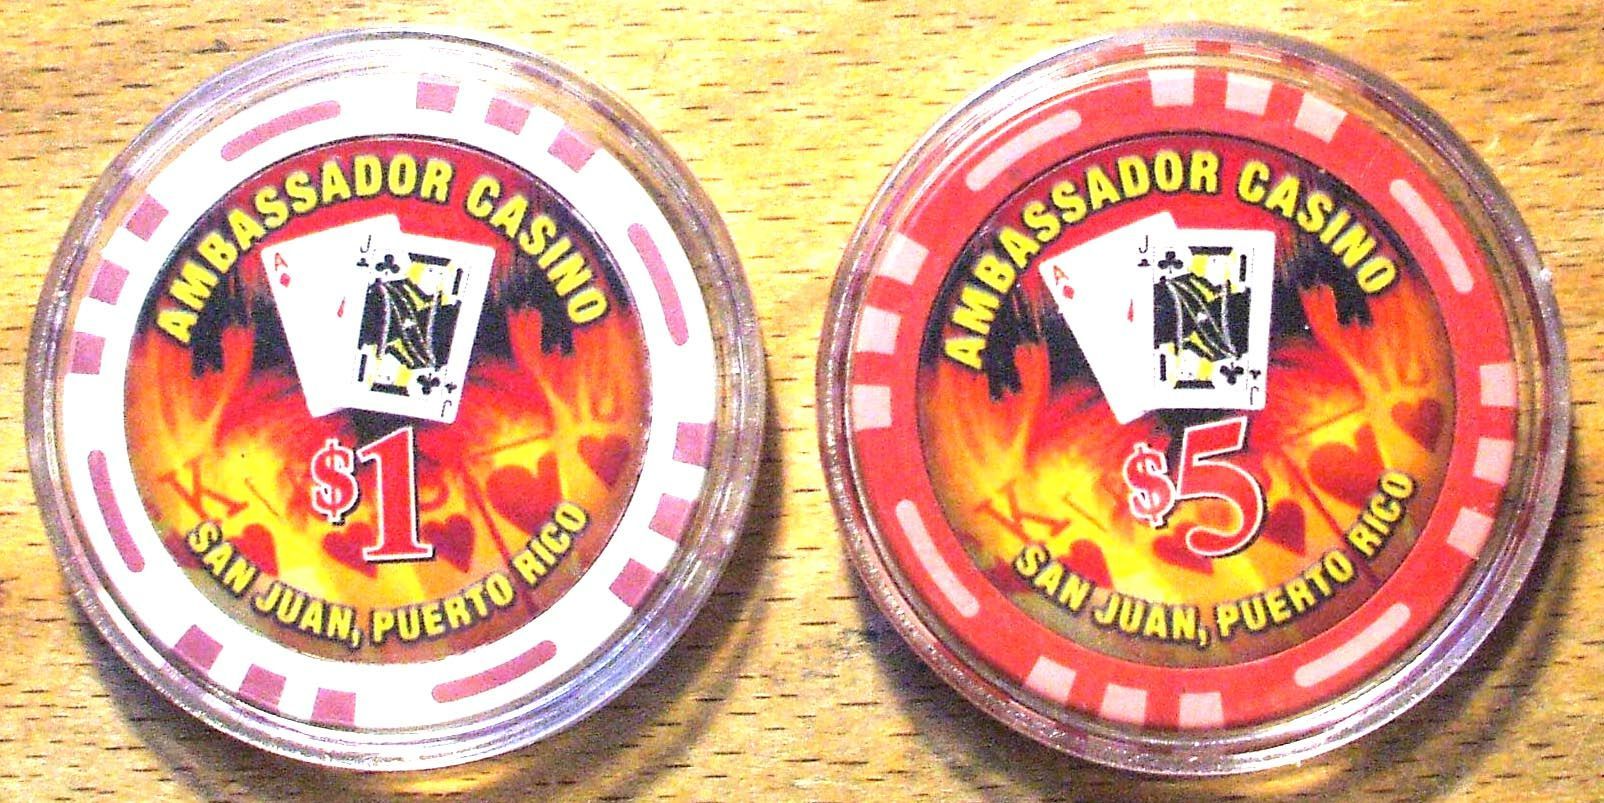 AMBASSADOR CASINO
A
J
J
$1
K
SAN JUAN, PUERTO RICO
AMBASSADOR CASINO
A
J
J
$5
K
SAN JUAN, PUERTO RICO